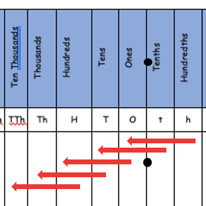 Ten Thousands
Thousands
Hundreds
Tens
Ones
Tenths
Hundredths
TTh Th H T O t h